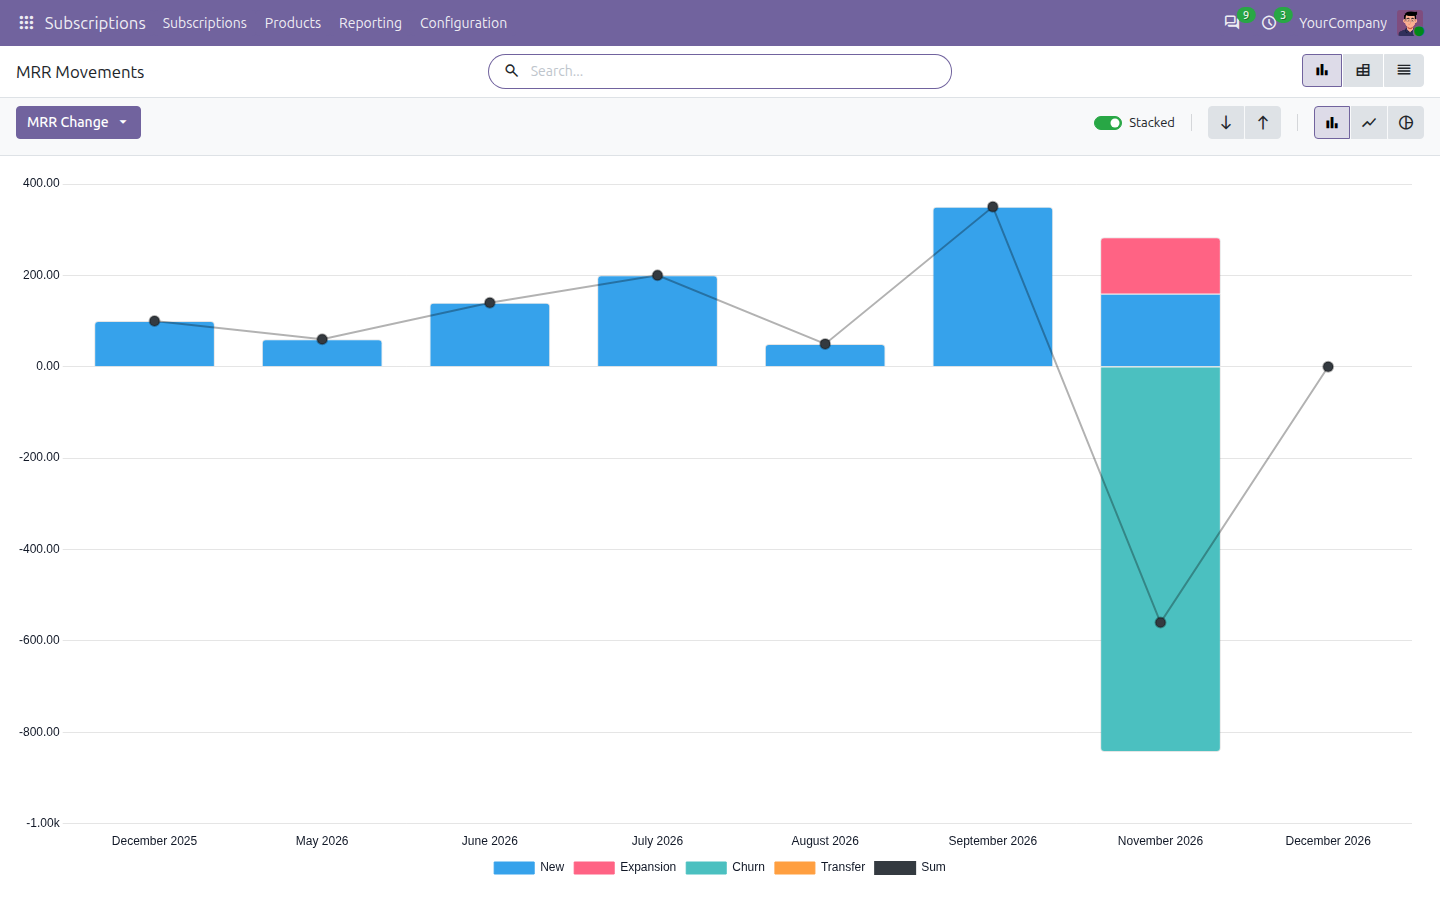 Subscriptions Subscriptions Products Reporting Configuration 9 3 YourCompany
MRR Movements Search...
MRR Change Stacked
400.00
200.00
0.00
-200.00
-400.00
-600.00
-800.00
-1.00k
December 2025 May 2026 June 2026 July 2026 August 2026 September 2026 November 2026 December 2026
New Expansion Churn Transfer Sum